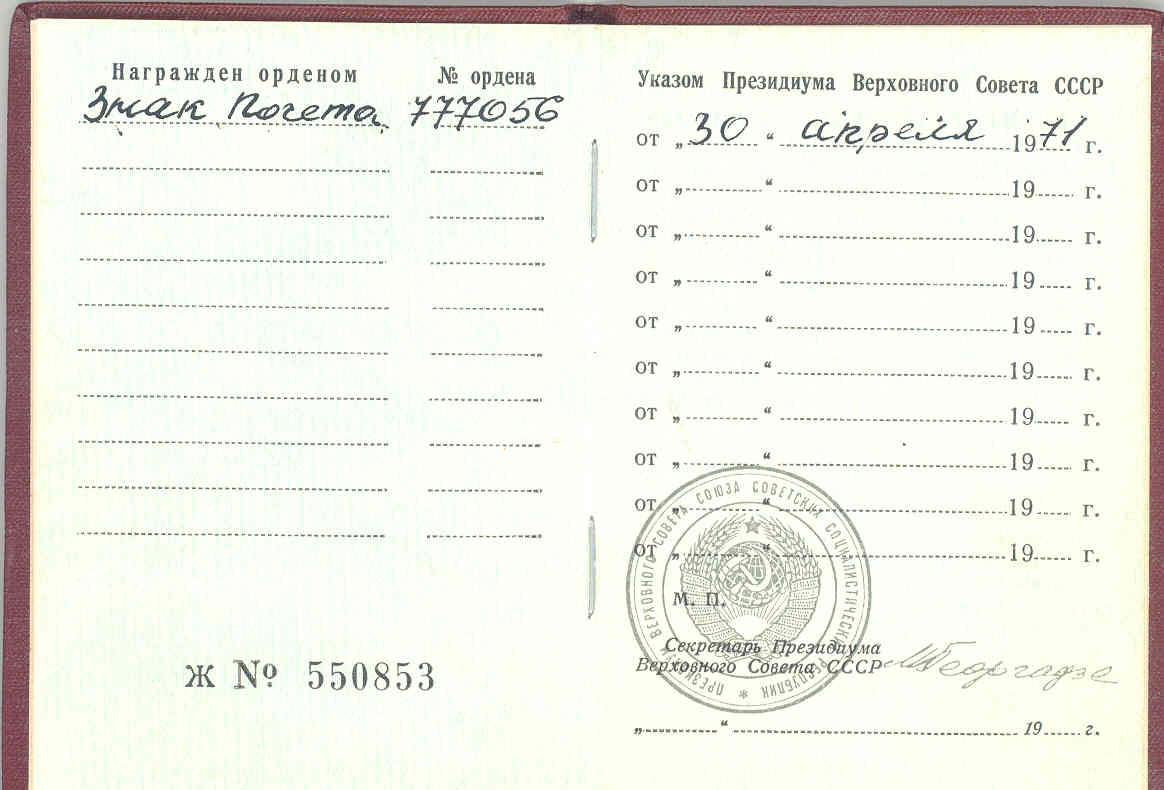 Награжден орденом № ордена
Знак Почета 777056
Ж № 550853
Указом Президиума Верховного Совета СССР
от „ 30 “ апреля 1971 г.
от „ “ 19 г.
от „ “ 19 г.
от „ “ 19 г.
от „ “ 19 г.
от „ “ 19 г.
от „ “ 19 г.
от „ “ 19 г.
от „ “ 19 г.
от „ “ 19 г.
ПРЕЗИДИУМ ВЕРХОВНОГО СОВЕТА СОЮЗА СОВЕТСКИХ СОЦИАЛИСТИЧЕСКИХ РЕСПУБЛИК *
М. П.
Секретарь Президиума
Верховного Совета СССР МГеоргадзе
„ “ 19 г.